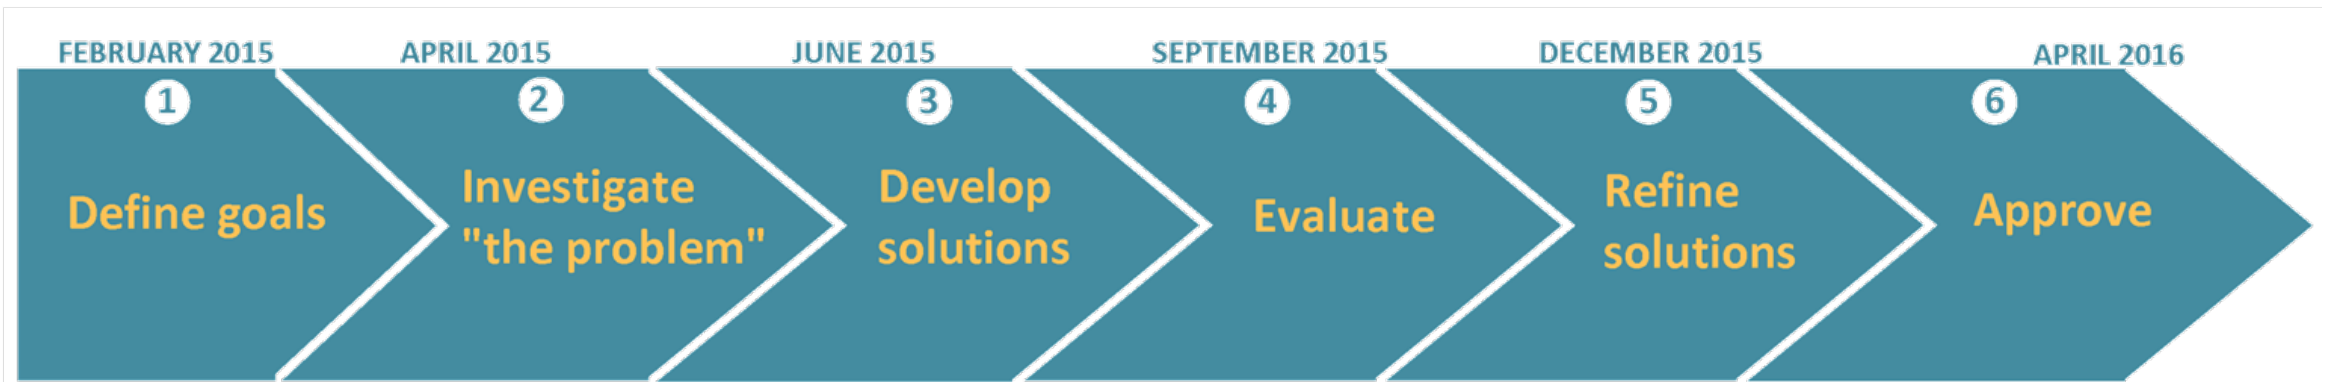 FEBRUARY 2015
APRIL 2015
JUNE 2015
SEPTEMBER 2015
DECEMBER 2015
APRIL 2016
1
Define goals
2
Investigate
"the problem"
3
Develop
solutions
4
Evaluate
5
Refine
solutions
6
Approve